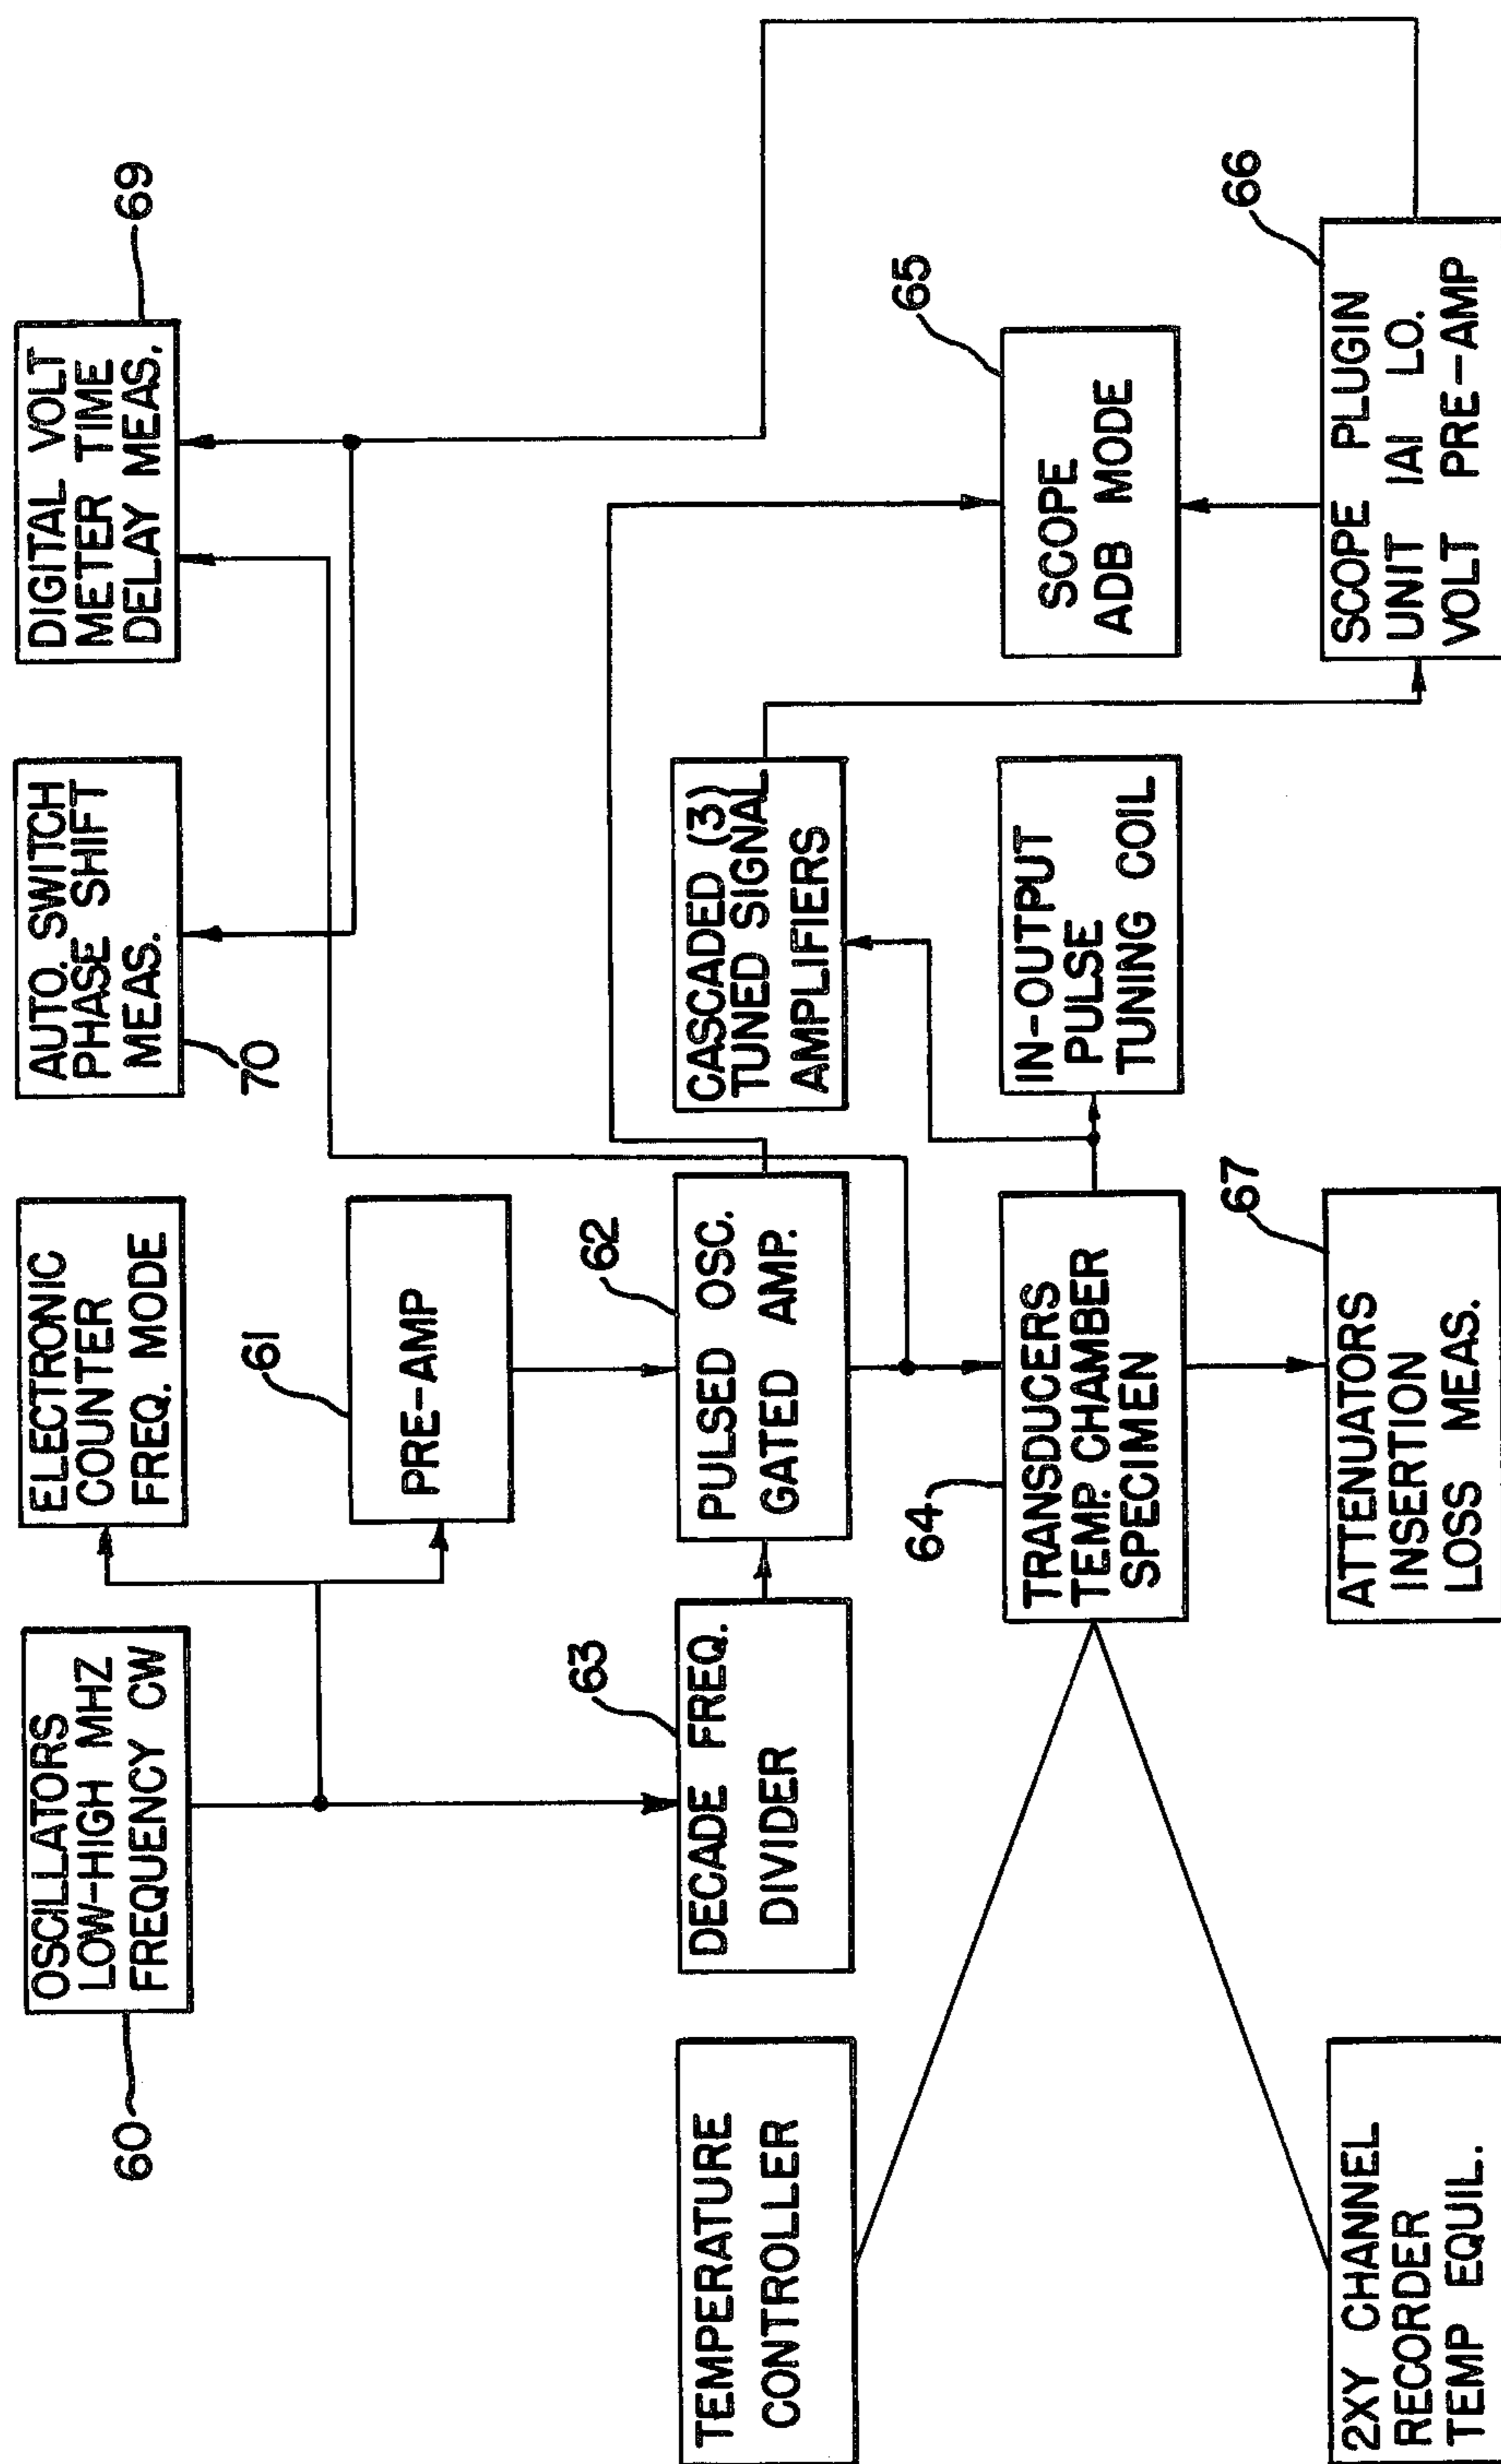 OSCILLATORS
LOW-HIGH MHZ
FREQUENCY CW
60
ELECTRONIC
COUNTER
FREQ. MODE
AUTO. SWITCH
PHASE SHIFT
MEAS.
70
DIGITAL VOLT
METER TIME
DELAY MEAS.
69
61
PRE-AMP
TEMPERATURE
CONTROLLER
63
DECADE FREQ.
DIVIDER
62
PULSED OSC.
GATED AMP.
CASCADED (3)
TUNED SIGNAL
AMPLIFIERS
64
TRANSDUCERS
TEMP. CHAMBER
SPECIMEN
IN-OUTPUT
PULSE
TUNING COIL
65
SCOPE
ADB MODE
2XY CHANNEL
RECORDER
TEMP EQUIL.
67
ATTENUATORS
INSERTION
LOSS MEAS.
66
SCOPE PLUGIN
UNIT IAI LO.
VOLT PRE-AMP